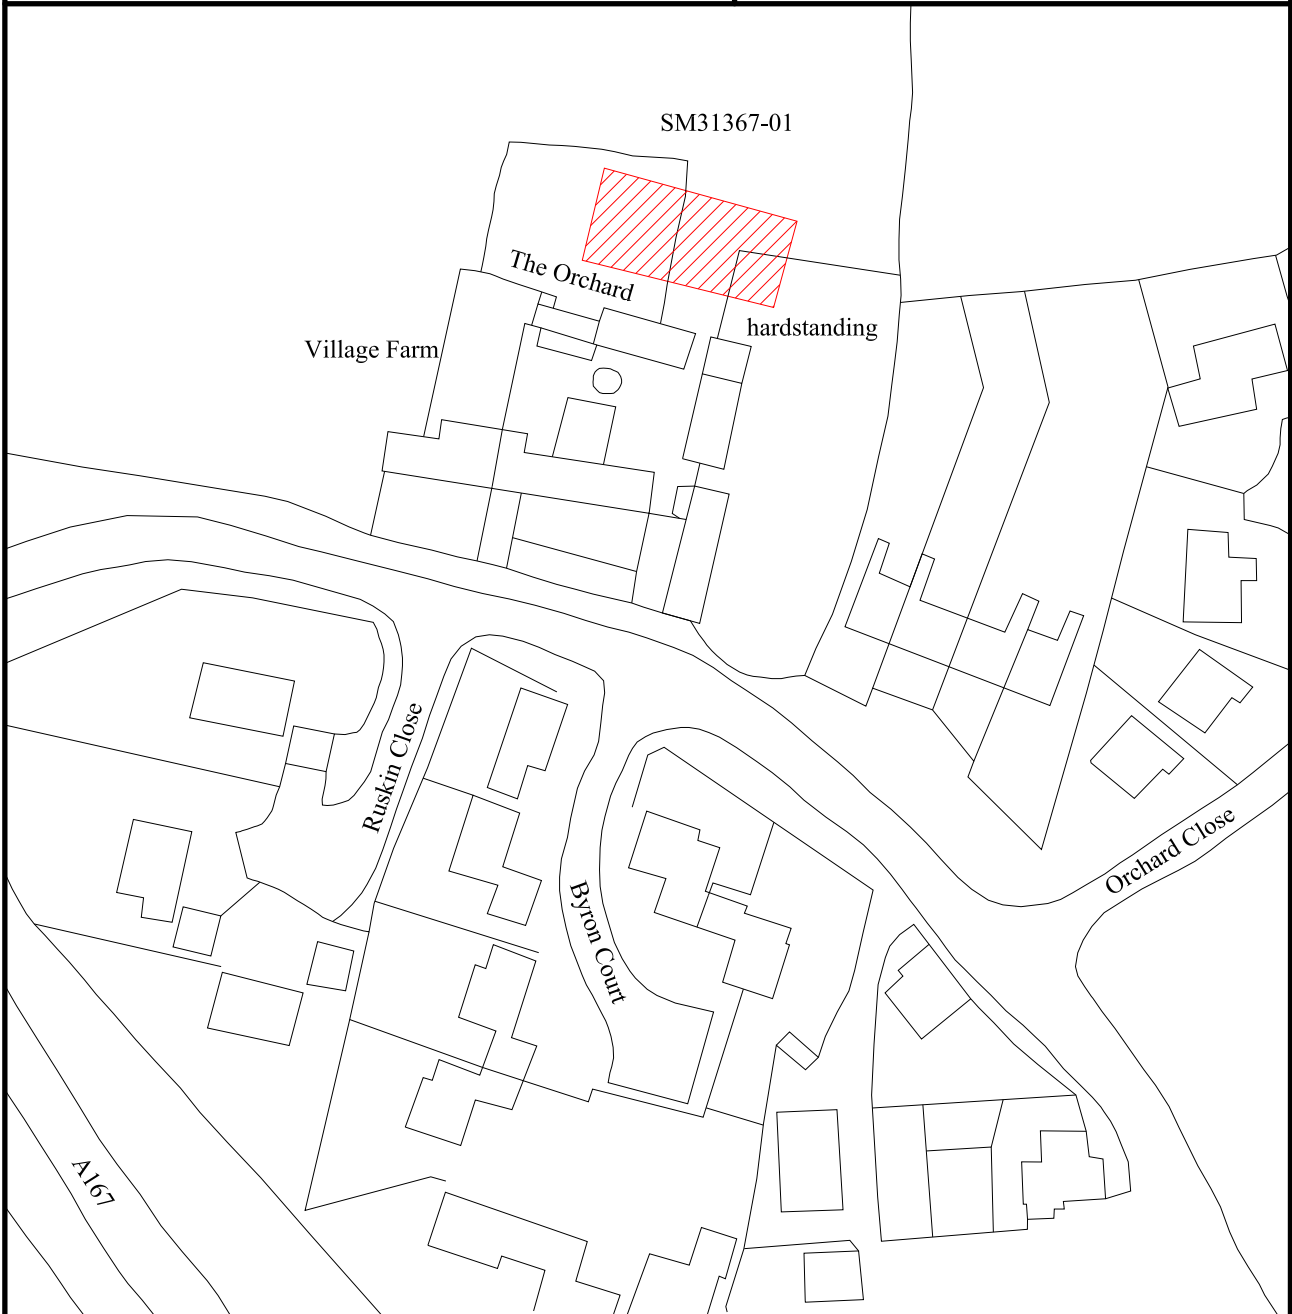 SM31367-01
The Orchard
hardstanding
Village Farm
Ruskin Close
Orchard Close
Byron Court
A167